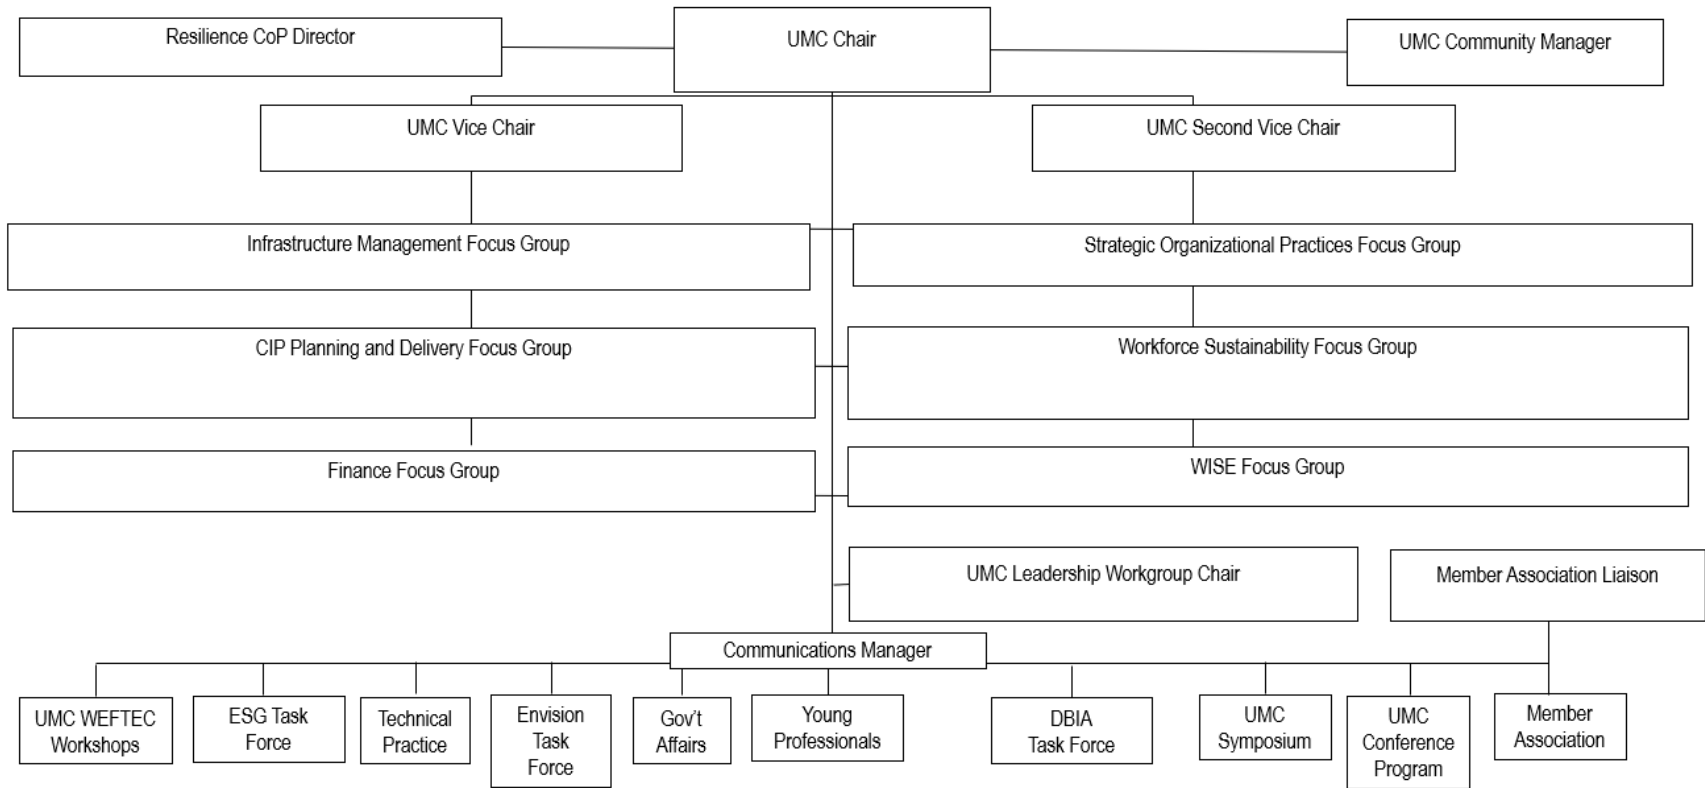 Resilience CoP Director
UMC Chair
UMC Community Manager
UMC Vice Chair
UMC Second Vice Chair
Infrastructure Management Focus Group
Strategic Organizational Practices Focus Group
CIP Planning and Delivery Focus Group
Workforce Sustainability Focus Group
Finance Focus Group
WISE Focus Group
UMC Leadership Workgroup Chair
Member Association Liaison
Communications Manager
UMC WEFTEC
Workshops
ESG Task
Force
Technical
Practice
Envision
Task
Force
Gov't
Affairs
Young
Professionals
DBIA
Task Force
UMC
Symposium
UMC
Conference
Program
Member
Association